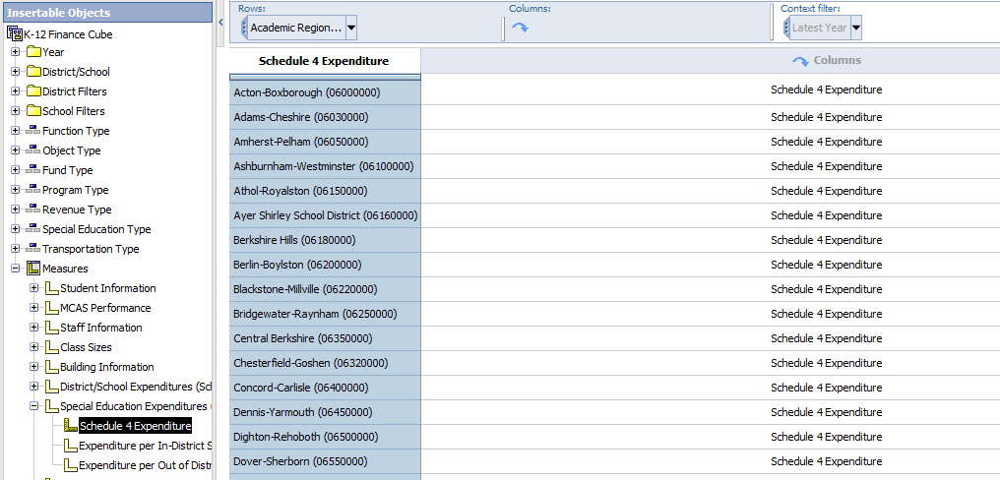 Insertable Objects
K-12 Finance Cube
Year
District/School
District Filters
School Filters
Function Type
Object Type
Fund Type
Program Type
Revenue Type
Special Education Type
Transportation Type
Measures
Student Information
MCAS Performance
Staff Information
Class Sizes
Building Information
District/School Expenditures (Scl
Special Education Expenditures (
Schedule 4 Expenditure
Expenditure per In-District S
Expenditure per Out of Distr
Rows:
Academic Region...
Columns:
Context filter:
Latest Year
Schedule 4 Expenditure
Columns
Acton-Boxborough (06000000) Schedule 4 Expenditure
Adams-Cheshire (06030000) Schedule 4 Expenditure
Amherst-Pelham (06050000) Schedule 4 Expenditure
Ashburnham-Westminster (06100000) Schedule 4 Expenditure
Athol-Royalston (06150000) Schedule 4 Expenditure
Ayer Shirley School District (06160000) Schedule 4 Expenditure
Berkshire Hills (06180000) Schedule 4 Expenditure
Berlin-Boylston (06200000) Schedule 4 Expenditure
Blackstone-Millville (06220000) Schedule 4 Expenditure
Bridgewater-Raynham (06250000) Schedule 4 Expenditure
Central Berkshire (06350000) Schedule 4 Expenditure
Chesterfield-Goshen (06320000) Schedule 4 Expenditure
Concord-Carlisle (06400000) Schedule 4 Expenditure
Dennis-Yarmouth (06450000) Schedule 4 Expenditure
Dighton-Rehoboth (06500000) Schedule 4 Expenditure
Dover-Sherborn (06550000) Schedule 4 Expenditure